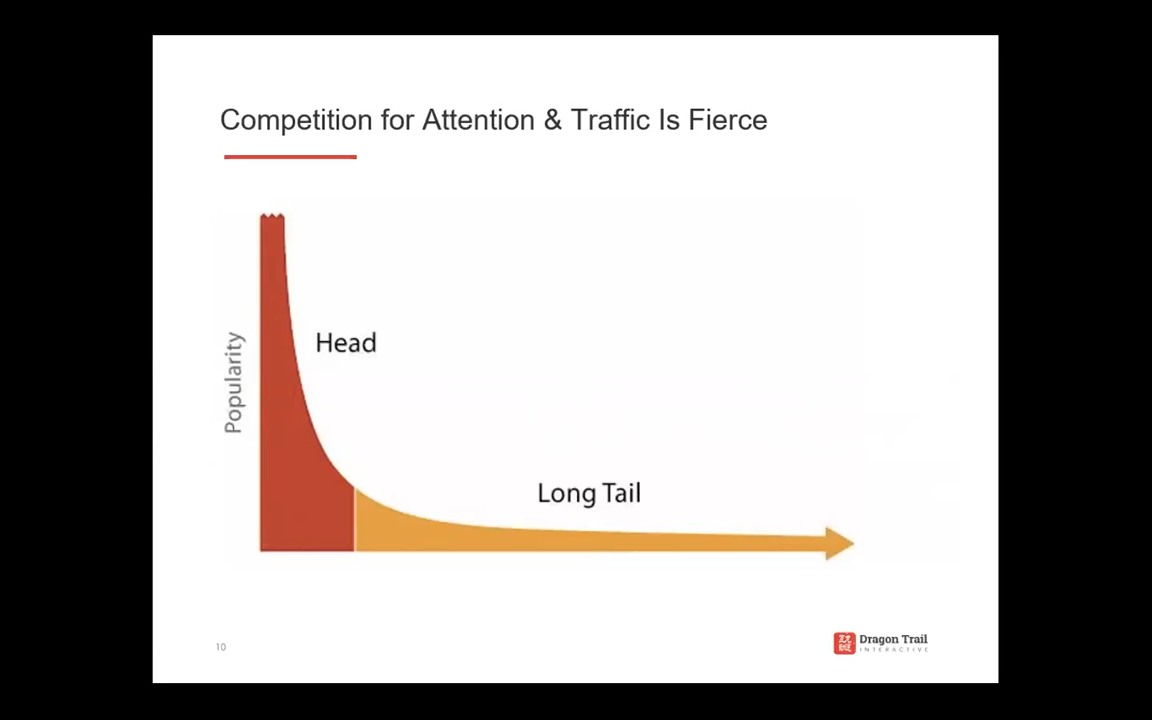 Competition for Attention & Traffic Is Fierce
Popularity
Head
Long Tail
10
Dragon Trail
INTERACTIVE